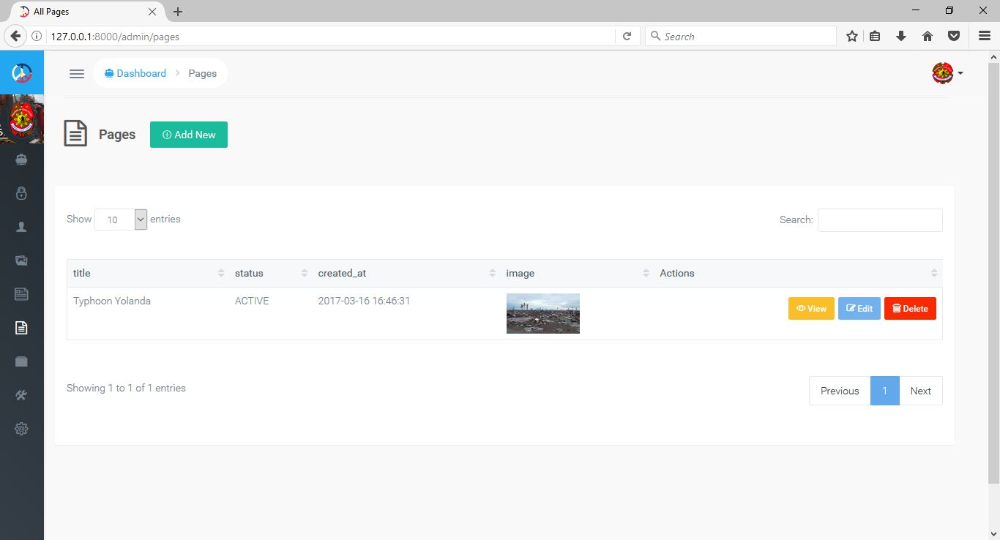 All Pages
127.0.0.1:8000/admin/pages
Search
Dashboard > Pages
Pages
Add New
Show 10 entries
Search:
title status created_at image Actions
Typhoon Yolanda ACTIVE 2017-03-16 16:46:31 View Edit Delete
Showing 1 to 1 of 1 entries
Previous 1 Next